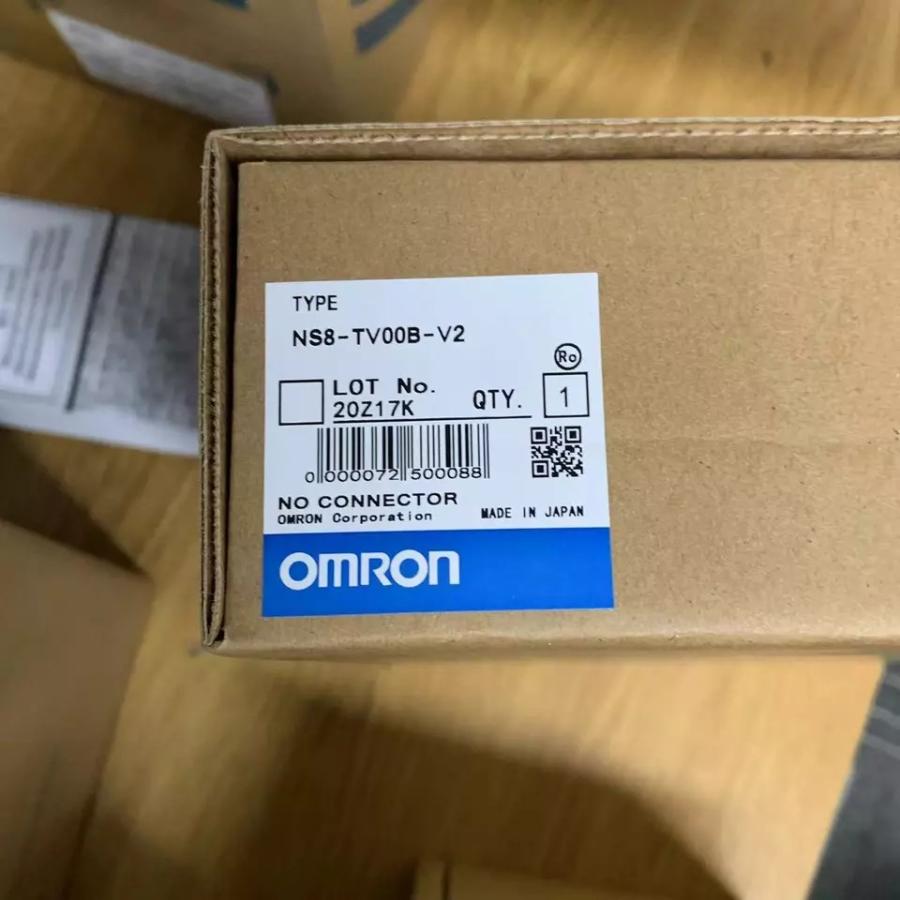 TYPE
NS8-TV00B-V2
Ro
LOT No.
20Z17K
QTY.
1
0 000072 500088
NO CONNECTOR
OMRON Corporation
MADE IN JAPAN
OMRON